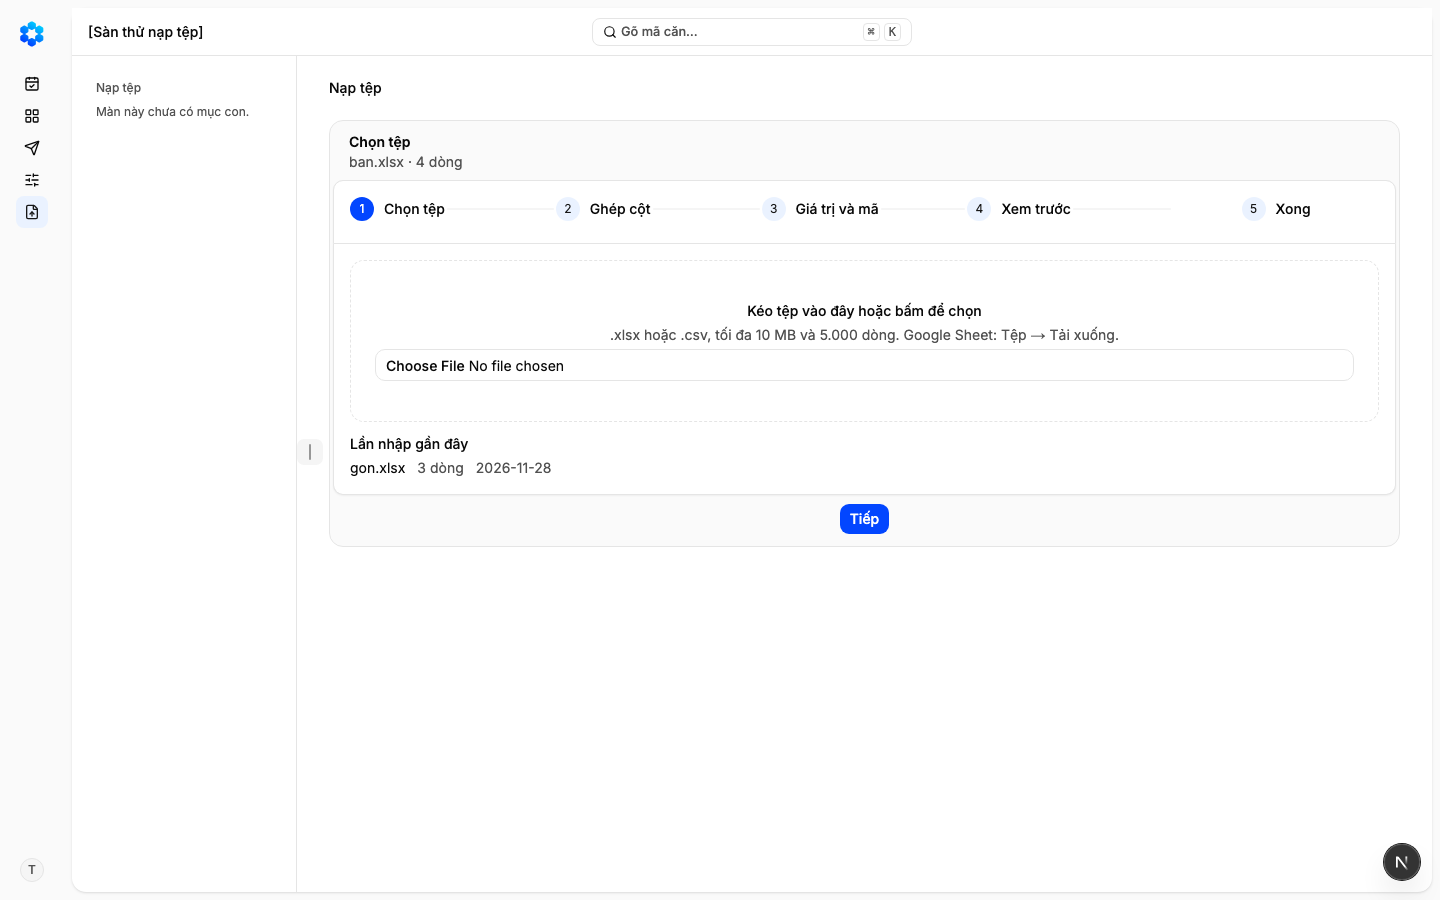 [Sàn thử nạp tệp]
Gõ mã căn...
⌘ K
Nạp tệp
Màn này chưa có mục con.
Nạp tệp
Chọn tệp
ban.xlsx · 4 dòng
1 Chọn tệp
2 Ghép cột
3 Giá trị và mã
4 Xem trước
5 Xong
Kéo tệp vào đây hoặc bấm để chọn
.xlsx hoặc .csv, tối đa 10 MB và 5.000 dòng. Google Sheet: Tệp → Tải xuống.
Choose File No file chosen
Lần nhập gần đây
gon.xlsx 3 dòng 2026-11-28
Tiếp
T
N